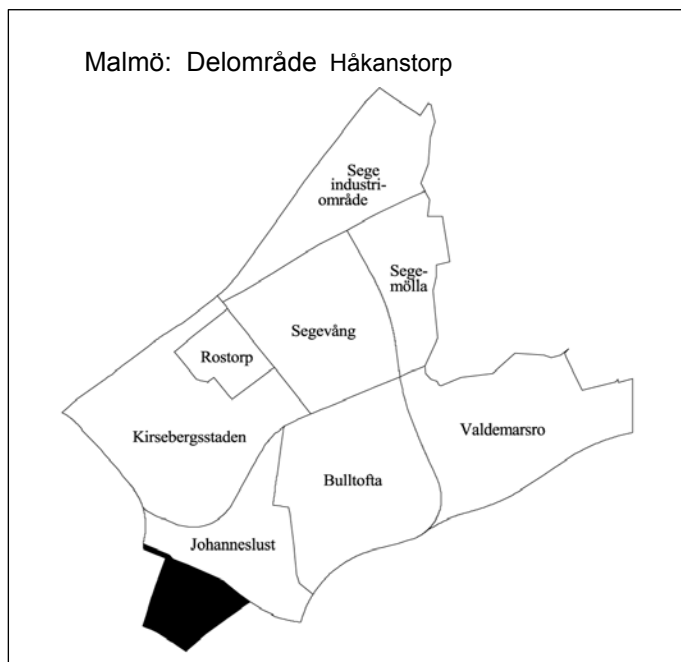 Malmö: Delområde Håkanstorp
Sege
industri-
område
Sege-
mölla
Segevång
Rostorp
Kirsebergsstaden
Valdemarsro
Bulltofta
Johanneslust